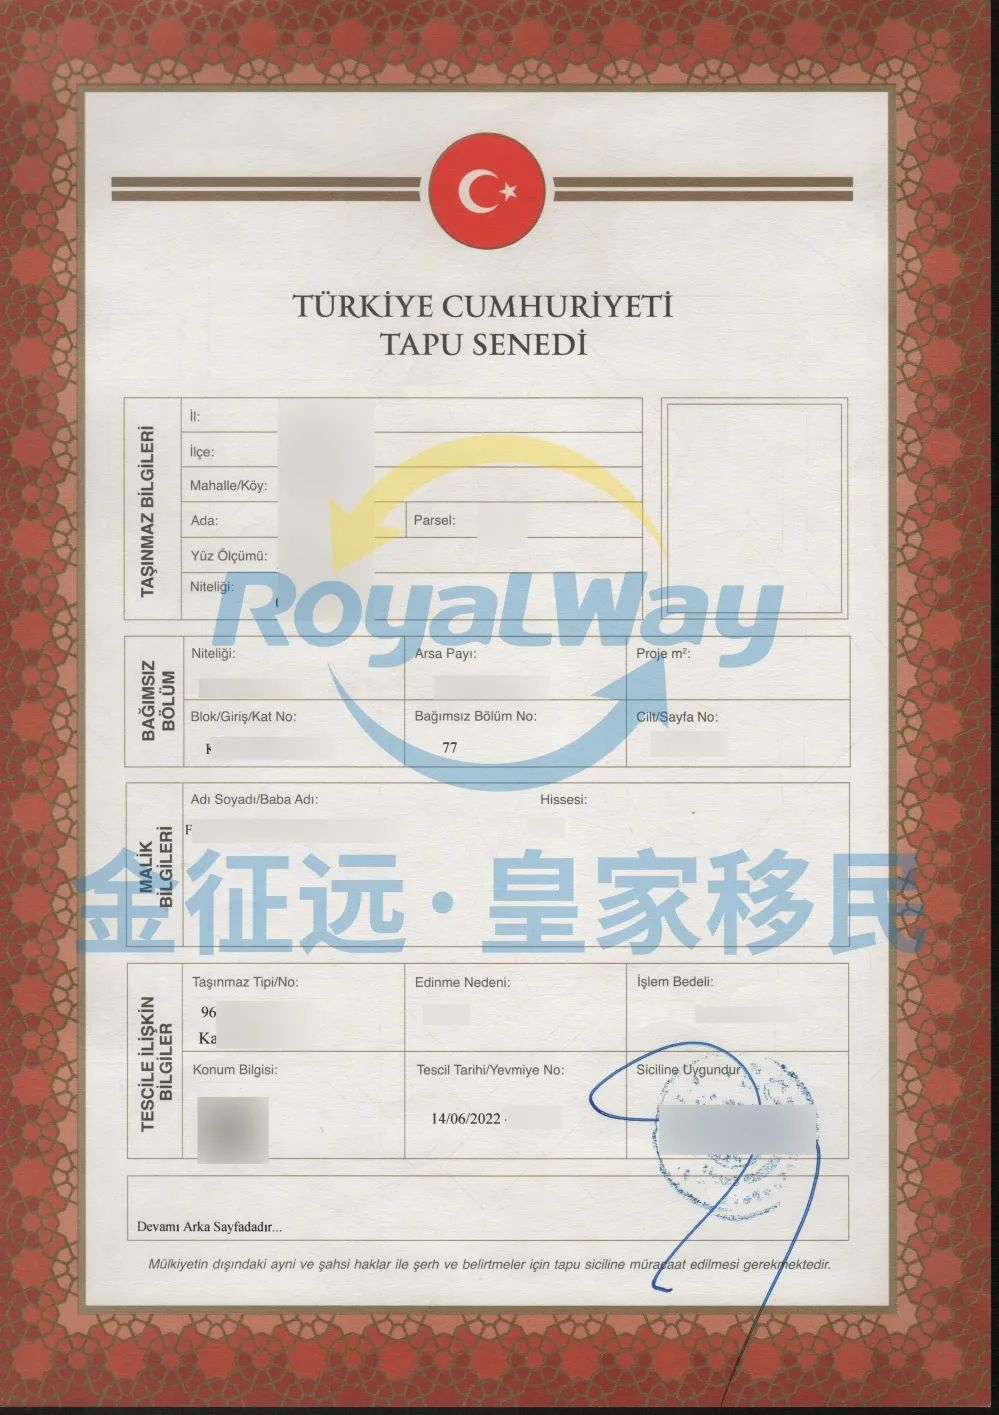 TÜRKİYE CUMHURİYETİ
TAPU SENEDİ
TAŞINMAZ BİLGİLERİ
İl:
İlçe:
Mahalle/Köy:
Ada:
Parsel:
Yüz Ölçümü:
Niteliği:
RoyalWay
BAĞIMSIZ
BÖLÜM
Niteliği:
Arsa Payı:
Proje m²:
Blok/Giriş/Kat No:
Bağımsız Bölüm No:
Cilt/Sayfa No:
K
77
MALİK
BİLGİLERİ
Adı Soyadı/Baba Adı:
Hissesi:
F
金征远·皇家移民
TESCİLE İLİŞKİN
BİLGİLER
Taşınmaz Tipi/No:
Edinme Nedeni:
İşlem Bedeli:
96
Ka
Konum Bilgisi:
Tescil Tarihi/Yevmiye No:
Siciline Uygundur
14/06/2022
Devamı Arka Sayfadadır...
Mülkiyetin dışındaki ayni ve şahsi haklar ile şerh ve belirtmeler için tapu siciline müracaat edilmesi gerekmektedir.